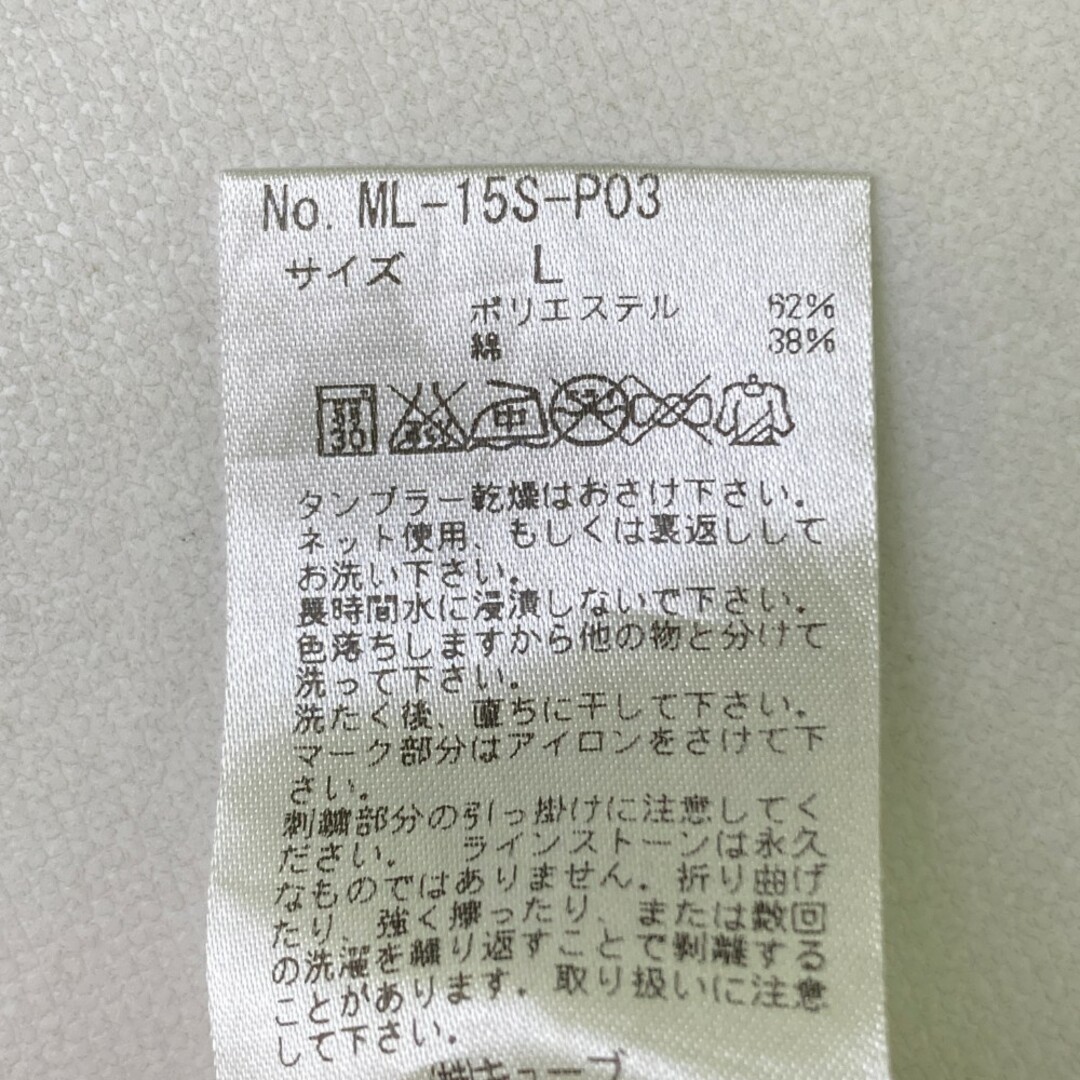 No. ML-15S-P03
サイズ L
ポリエステル 62%
綿 38%
30
中
タンブラー乾燥はおさけ下さい。
ネット使用、もしくは裏返しして
お洗い下さい。
長時間水に浸漬しないで下さい。
色落ちしますから他の物と分けて
洗って下さい。
洗たく後、直ちに干して下さい。
マーク部分はアイロンをさけて下
さい。
刺繍部分の引っ掛けに注意してく
ださい。 ラインストーンは永久
なものではありません。折り曲げ
たり、強く擦ったり、または数回
の洗濯を繰り返すことで剥離する
ことがあります。取り扱いに注意
して下さい。
㈱キューブ